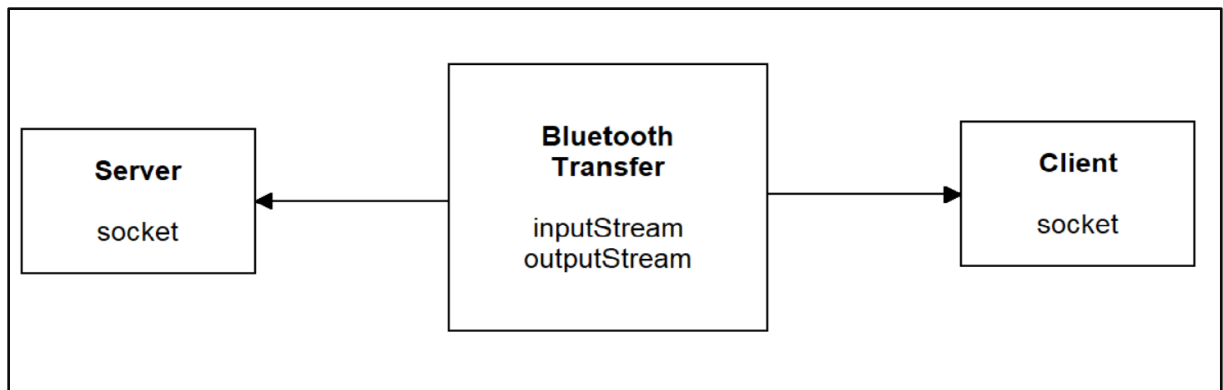 Server
socket
Bluetooth
Transfer
inputStream
outputStream
Client
socket